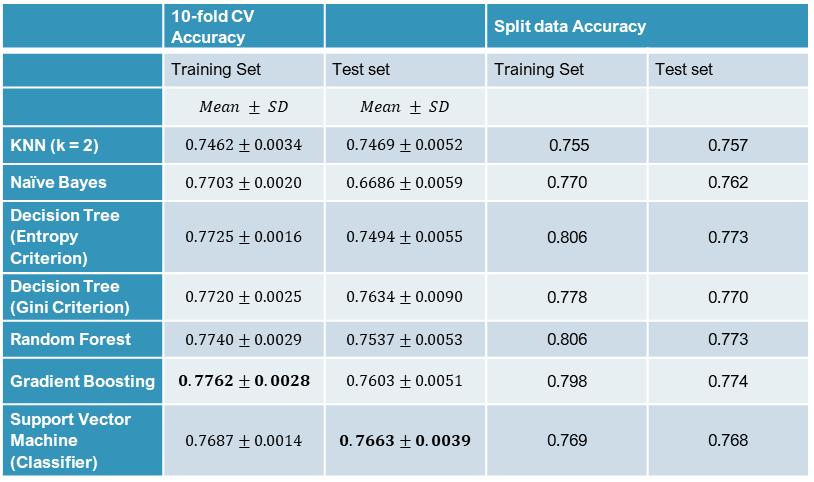 10-fold CV
Accuracy
Split data Accuracy
Training Set Test set Training Set Test set
Mean ± SD Mean ± SD
KNN (k = 2) 0.7462 ± 0.0034 0.7469 ± 0.0052 0.755 0.757
Naïve Bayes 0.7703 ± 0.0020 0.6686 ± 0.0059 0.770 0.762
Decision Tree
(Entropy
Criterion)
0.7725 ± 0.0016 0.7494 ± 0.0055 0.806 0.773
Decision Tree
(Gini Criterion)
0.7720 ± 0.0025 0.7634 ± 0.0090 0.778 0.770
Random Forest 0.7740 ± 0.0029 0.7537 ± 0.0053 0.806 0.773
Gradient Boosting 0.7762 ± 0.0028 0.7603 ± 0.0051 0.798 0.774
Support Vector
Machine
(Classifier)
0.7687 ± 0.0014 0.7663 ± 0.0039 0.769 0.768